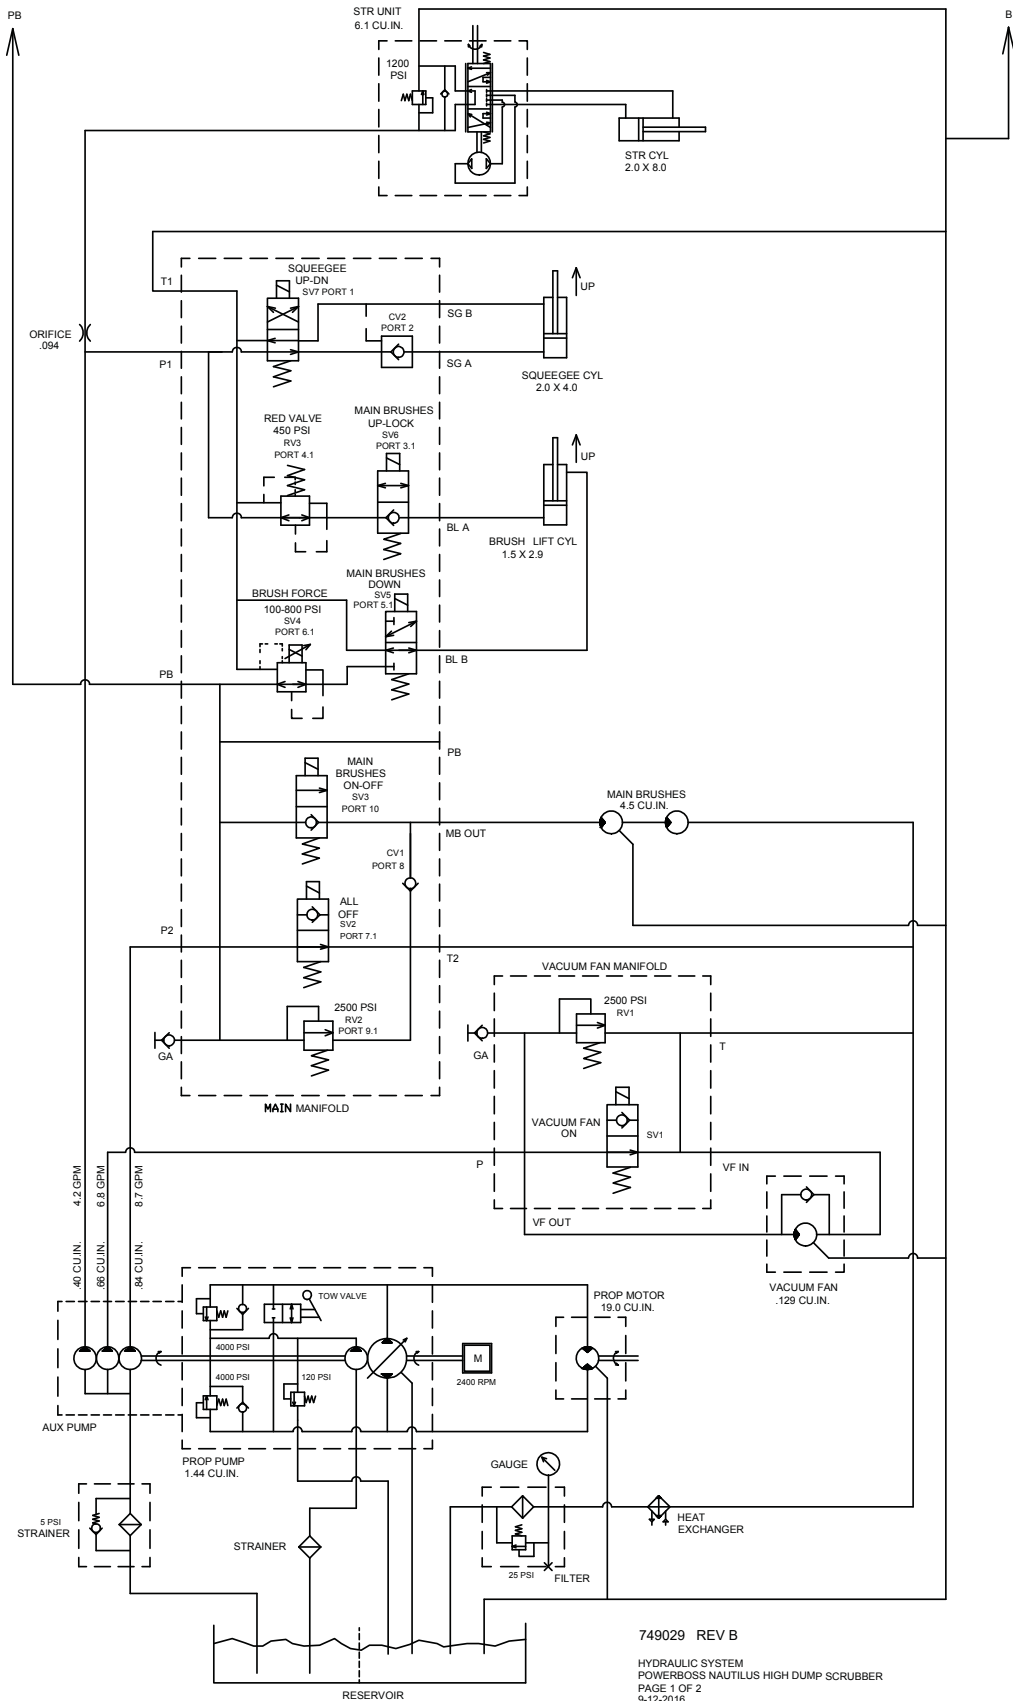 PB
STR UNIT
6.1 CU.IN.
B
1200
PSI
STR CYL
2.0 X 8.0
T1
SQUEEGEE
UP-DN
SV7 PORT 1
CV2
PORT 2
SG B
UP
ORIFICE
.094
P1
SG A
SQUEEGEE CYL
2.0 X 4.0
RED VALVE
450 PSI
RV3
PORT 4.1
MAIN BRUSHES
UP-LOCK
SV6
PORT 3.1
UP
BL A
BRUSH LIFT CYL
1.5 X 2.9
MAIN BRUSHES
DOWN
SV5
PORT 5.1
BRUSH FORCE
100-800 PSI
SV4
PORT 6.1
BL B
PB
PB
MAIN
BRUSHES
ON-OFF
SV3
PORT 10
MAIN BRUSHES
4.5 CU.IN.
MB OUT
CV1
PORT 8
ALL
OFF
SV2
PORT 7.1
P2
T2
VACUUM FAN MANIFOLD
2500 PSI
RV2
PORT 9.1
2500 PSI
RV1
GA
GA
T
MAIN MANIFOLD
VACUUM FAN
ON
SV1
P
VF IN
VF OUT
4.2 GPM
6.8 GPM
8.7 GPM
.40 CU.IN.
.66 CU.IN.
.84 CU.IN.
VACUUM FAN
.129 CU.IN.
TOW VALVE
PROP MOTOR
19.0 CU.IN.
4000 PSI
4000 PSI
120 PSI
M
2400 RPM
AUX PUMP
PROP PUMP
1.44 CU.IN.
GAUGE
5 PSI
STRAINER
STRAINER
HEAT
EXCHANGER
25 PSI
FILTER
RESERVOIR
749029 REV B
HYDRAULIC SYSTEM
POWERBOSS NAUTILUS HIGH DUMP SCRUBBER
PAGE 1 OF 2
9-12-2016